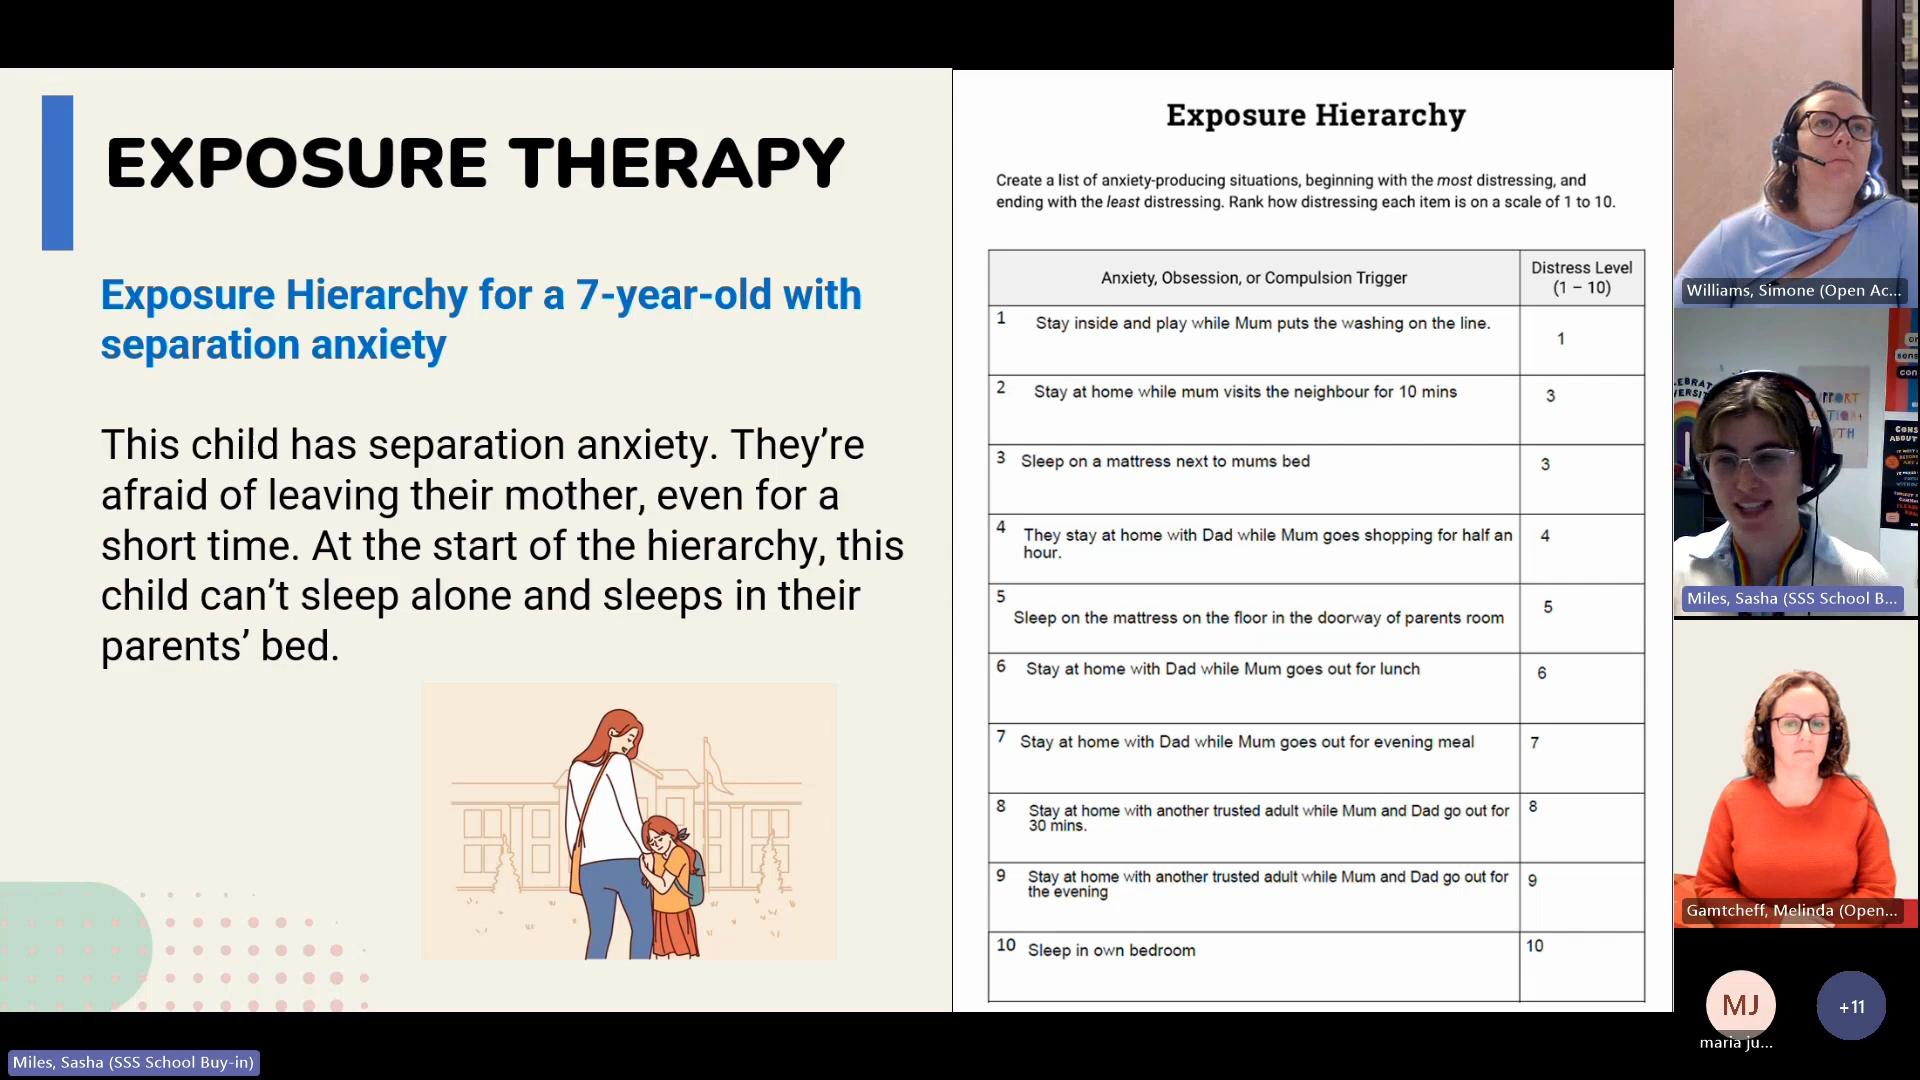 EXPOSURE THERAPY
Exposure Hierarchy for a 7-year-old with
separation anxiety
This child has separation anxiety. They’re
afraid of leaving their mother, even for a
short time. At the start of the hierarchy, this
child can’t sleep alone and sleeps in their
parents’ bed.
Exposure Hierarchy
Create a list of anxiety-producing situations, beginning with the most distressing, and
ending with the least distressing. Rank how distressing each item is on a scale of 1 to 10.
Anxiety, Obsession, or Compulsion Trigger
Distress Level
(1 – 10)
1 Stay inside and play while Mum puts the washing on the line. 1
2 Stay at home while mum visits the neighbour for 10 mins 3
3 Sleep on a mattress next to mums bed 3
4 They stay at home with Dad while Mum goes shopping for half an 4
hour.
5 Sleep on the mattress on the floor in the doorway of parents room 5
6 Stay at home with Dad while Mum goes out for lunch 6
7 Stay at home with Dad while Mum goes out for evening meal 7
8 Stay at home with another trusted adult while Mum and Dad go out for 8
30 mins.
9 Stay at home with another trusted adult while Mum and Dad go out for 9
the evening
10 Sleep in own bedroom 10
Williams, Simone (Open Ac...
Miles, Sasha (SSS School B...
Gamtcheff, Melinda (Open...
MJ
+11
maria ju...
Miles, Sasha (SSS School Buy-in)